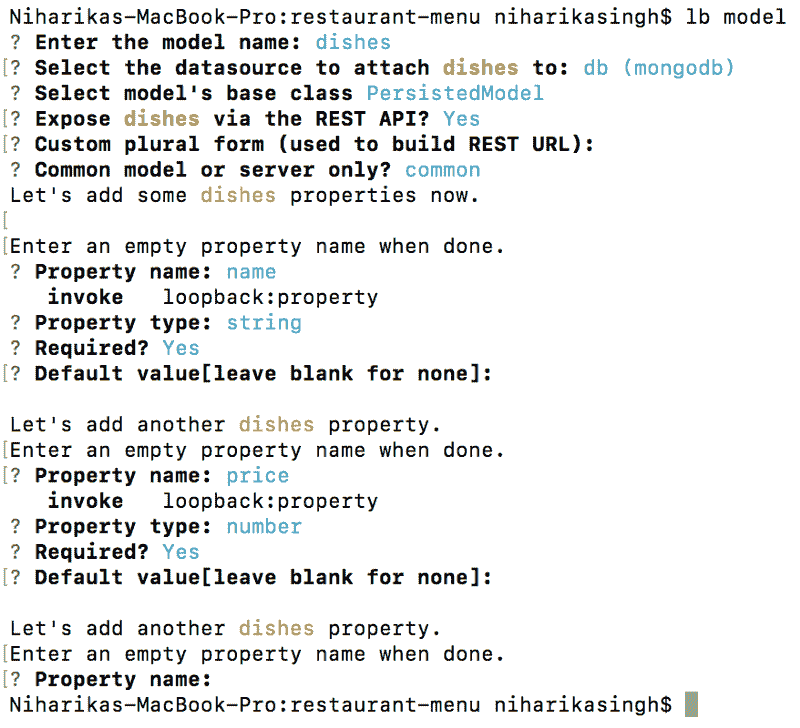 Niharikas-MacBook-Pro:restaurant-menu niharikasingh$ lb model
? Enter the model name: dishes
[? Select the datasource to attach dishes to: db (mongodb)
? Select model's base class PersistedModel
[? Expose dishes via the REST API? Yes
[? Custom plural form (used to build REST URL):
? Common model or server only? common
Let's add some dishes properties now.
[
[Enter an empty property name when done.
? Property name: name
invoke loopback:property
? Property type: string
? Required? Yes
[? Default value[leave blank for none]:
Let's add another dishes property.
[Enter an empty property name when done.
[? Property name: price
invoke loopback:property
? Property type: number
? Required? Yes
[? Default value[leave blank for none]:
Let's add another dishes property.
[Enter an empty property name when done.
[? Property name:
Niharikas-MacBook-Pro:restaurant-menu niharikasingh$